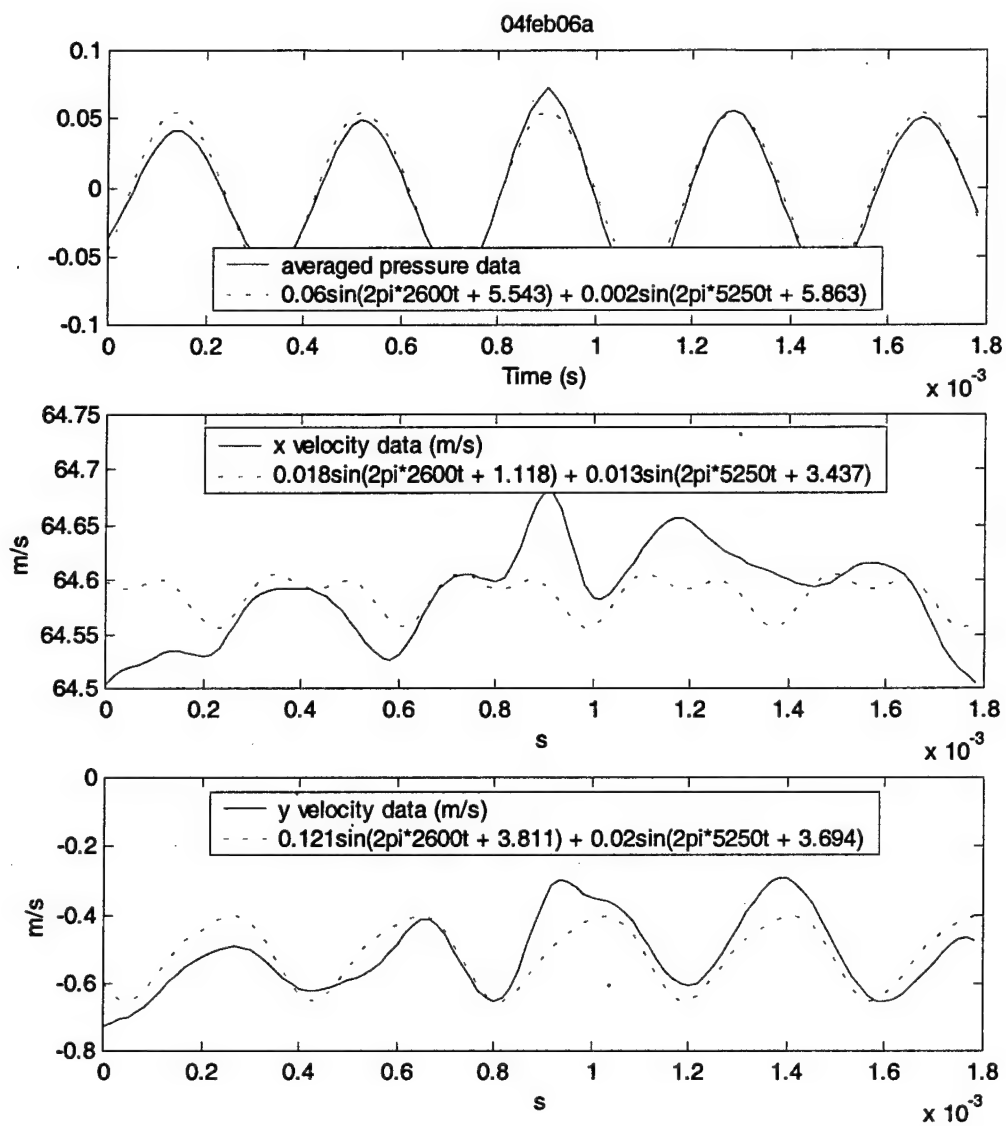 04feb06a
0.1
0.05
0
-0.05
-0.1
averaged pressure data
0.06sin(2pi*2600t + 5.543) + 0.002sin(2pi*5250t + 5.863)
0 0.2 0.4 0.6 0.8 1 1.2 1.4 1.6 1.8
Time (s)
x 10^-3
64.75
64.7
64.65
64.6
64.55
64.5
m/s
x velocity data (m/s)
0.018sin(2pi*2600t + 1.118) + 0.013sin(2pi*5250t + 3.437)
0 0.2 0.4 0.6 0.8 1 1.2 1.4 1.6 1.8
s
x 10^-3
0
-0.2
-0.4
-0.6
-0.8
m/s
y velocity data (m/s)
0.121sin(2pi*2600t + 3.811) + 0.02sin(2pi*5250t + 3.694)
0 0.2 0.4 0.6 0.8 1 1.2 1.4 1.6 1.8
s
x 10^-3